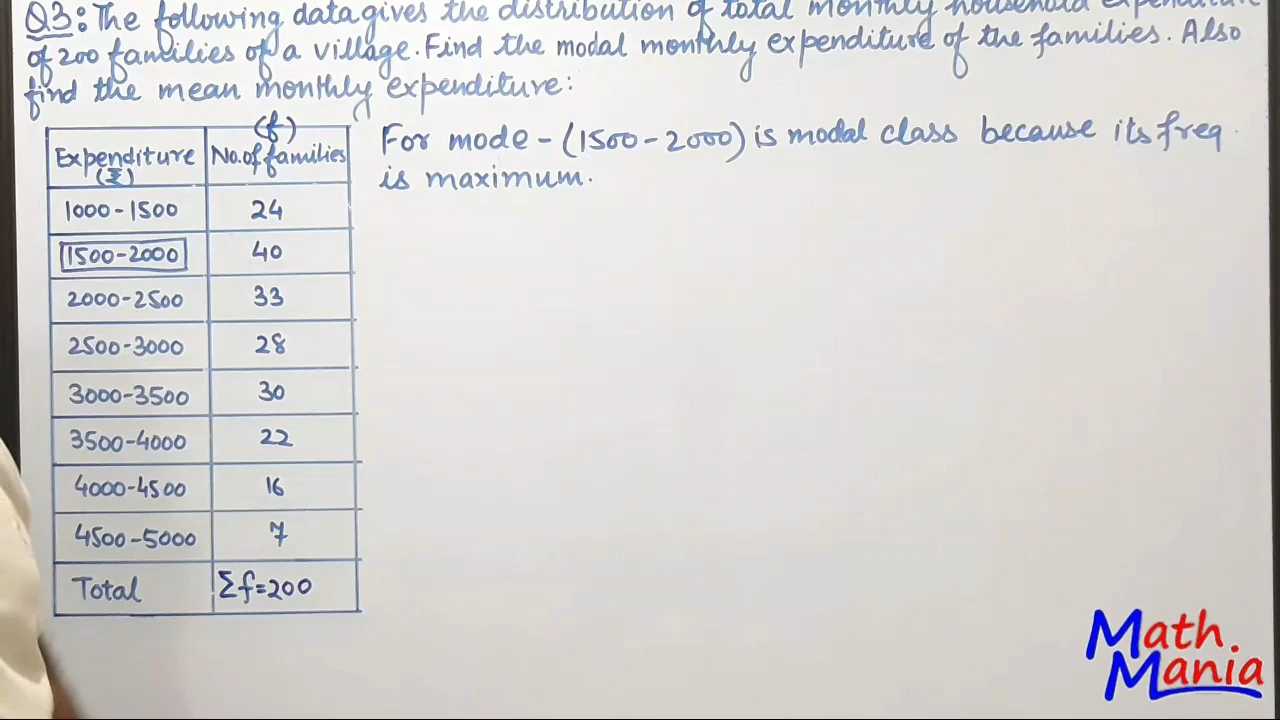 Q3: The following data gives the distribution of total monthly household expenditure
of 200 families of a village. Find the modal monthly expenditure of the families. Also
find the mean monthly expenditure:
(f)
Expenditure (₹) No. of families
1000-1500 24
1500-2000 40
2000-2500 33
2500-3000 28
3000-3500 30
3500-4000 22
4000-4500 16
4500-5000 7
Total Σf=200
For mode - (1500-2000) is modal class because its freq.
is maximum.
Math
Mania